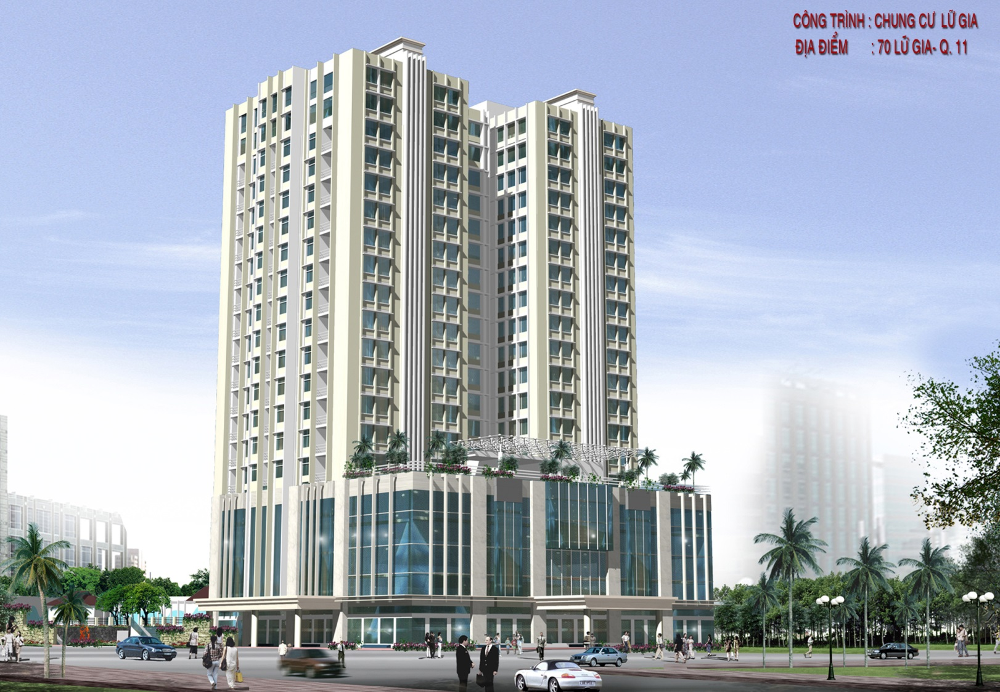 CÔNG TRÌNH : CHUNG CƯ LỮ GIA
ĐỊA ĐIỂM : 70 LỮ GIA- Q. 11